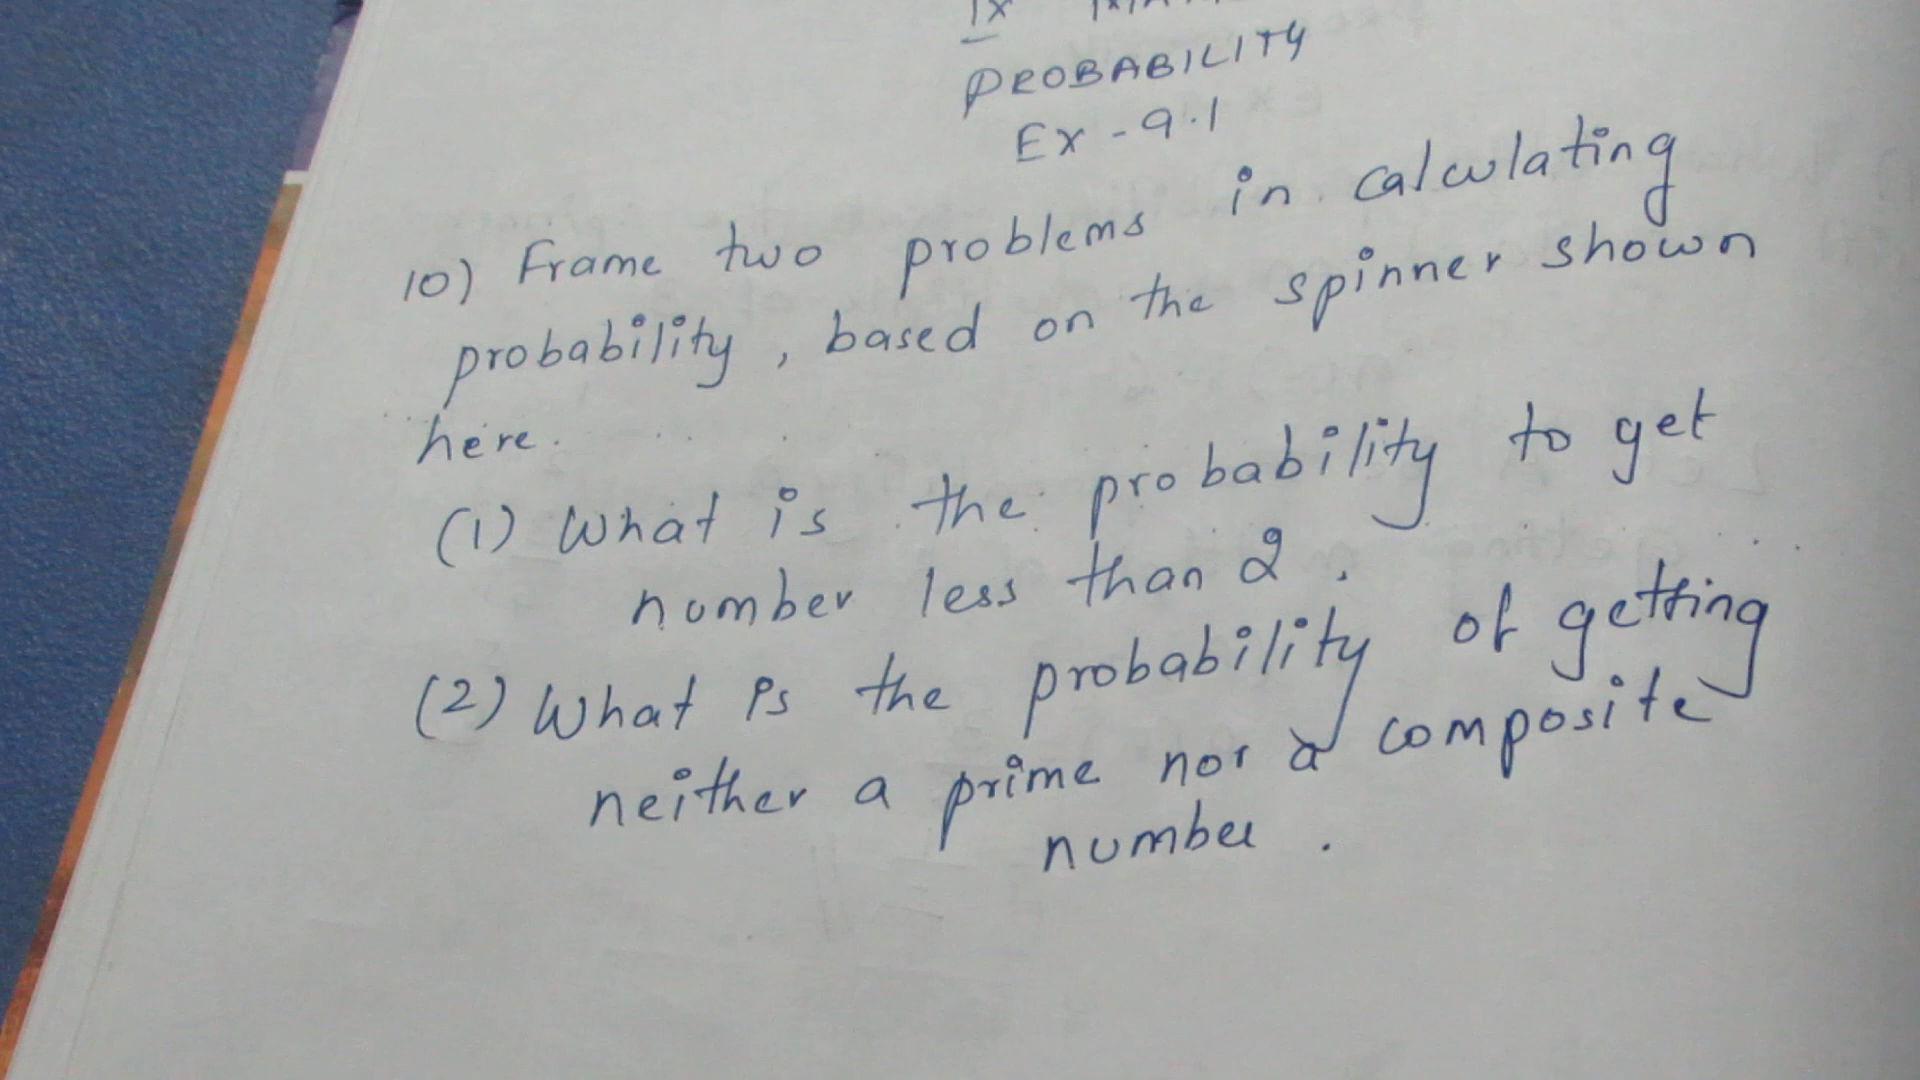 IX
PROBABILITY
Ex - 9.1
10) Frame two problems in calculating
probability, based on the spinner shown
here.
(1) What is the probability to get
number less than 2.
(2) What is the probability of getting
neither a prime nor a composite
number.